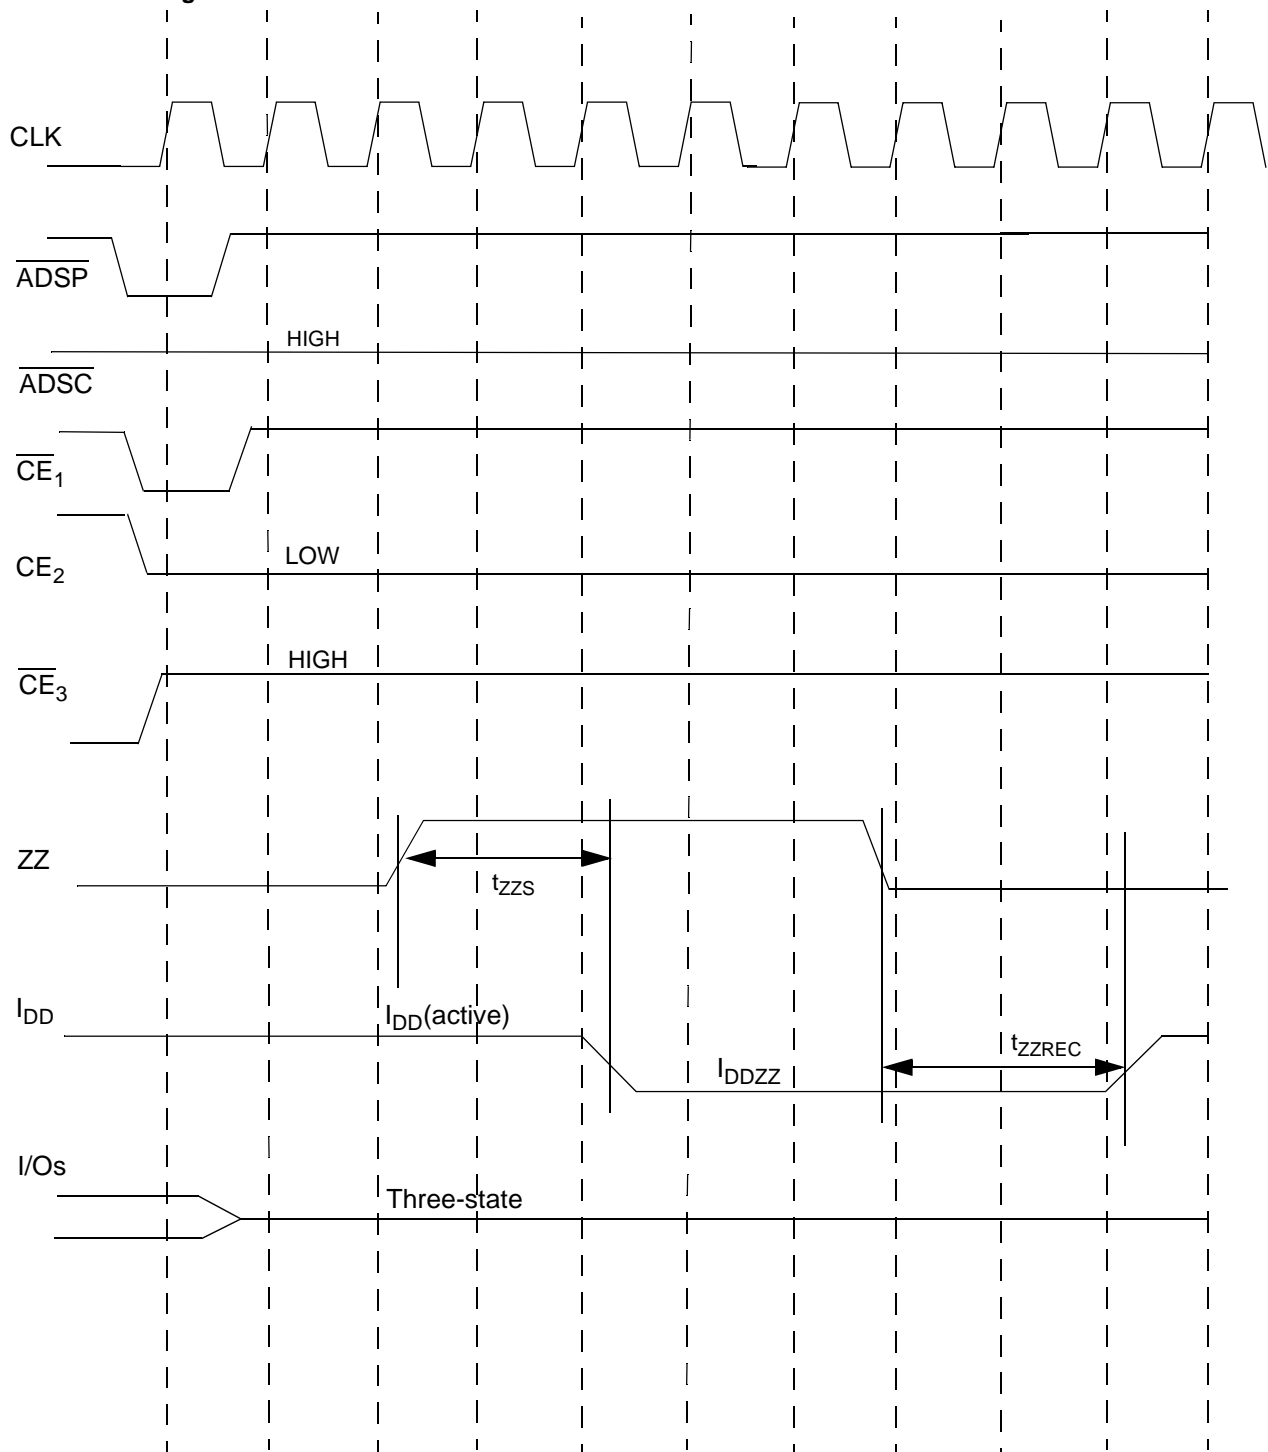 CLK
ADSP
HIGH
ADSC
CE1
LOW
CE2
HIGH
CE3
ZZ
tZZS
IDD
IDD(active)
tZZREC
IDDZZ
I/Os
Three-state